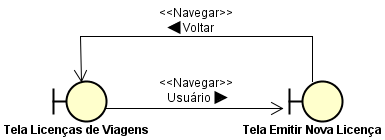 <<Navegar>>
◀ Voltar
<<Navegar>>
Usuário ▶
Tela Licenças de Viagens
Tela Emitir Nova Licença